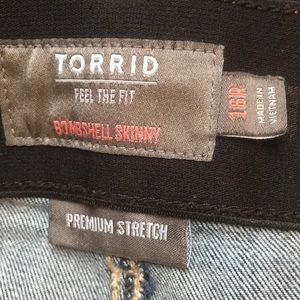 TORRID
FEEL THE FIT
BOMBSHELL SKINNY
16R
MADE IN
VIETNAM
PREMIUM STRETCH